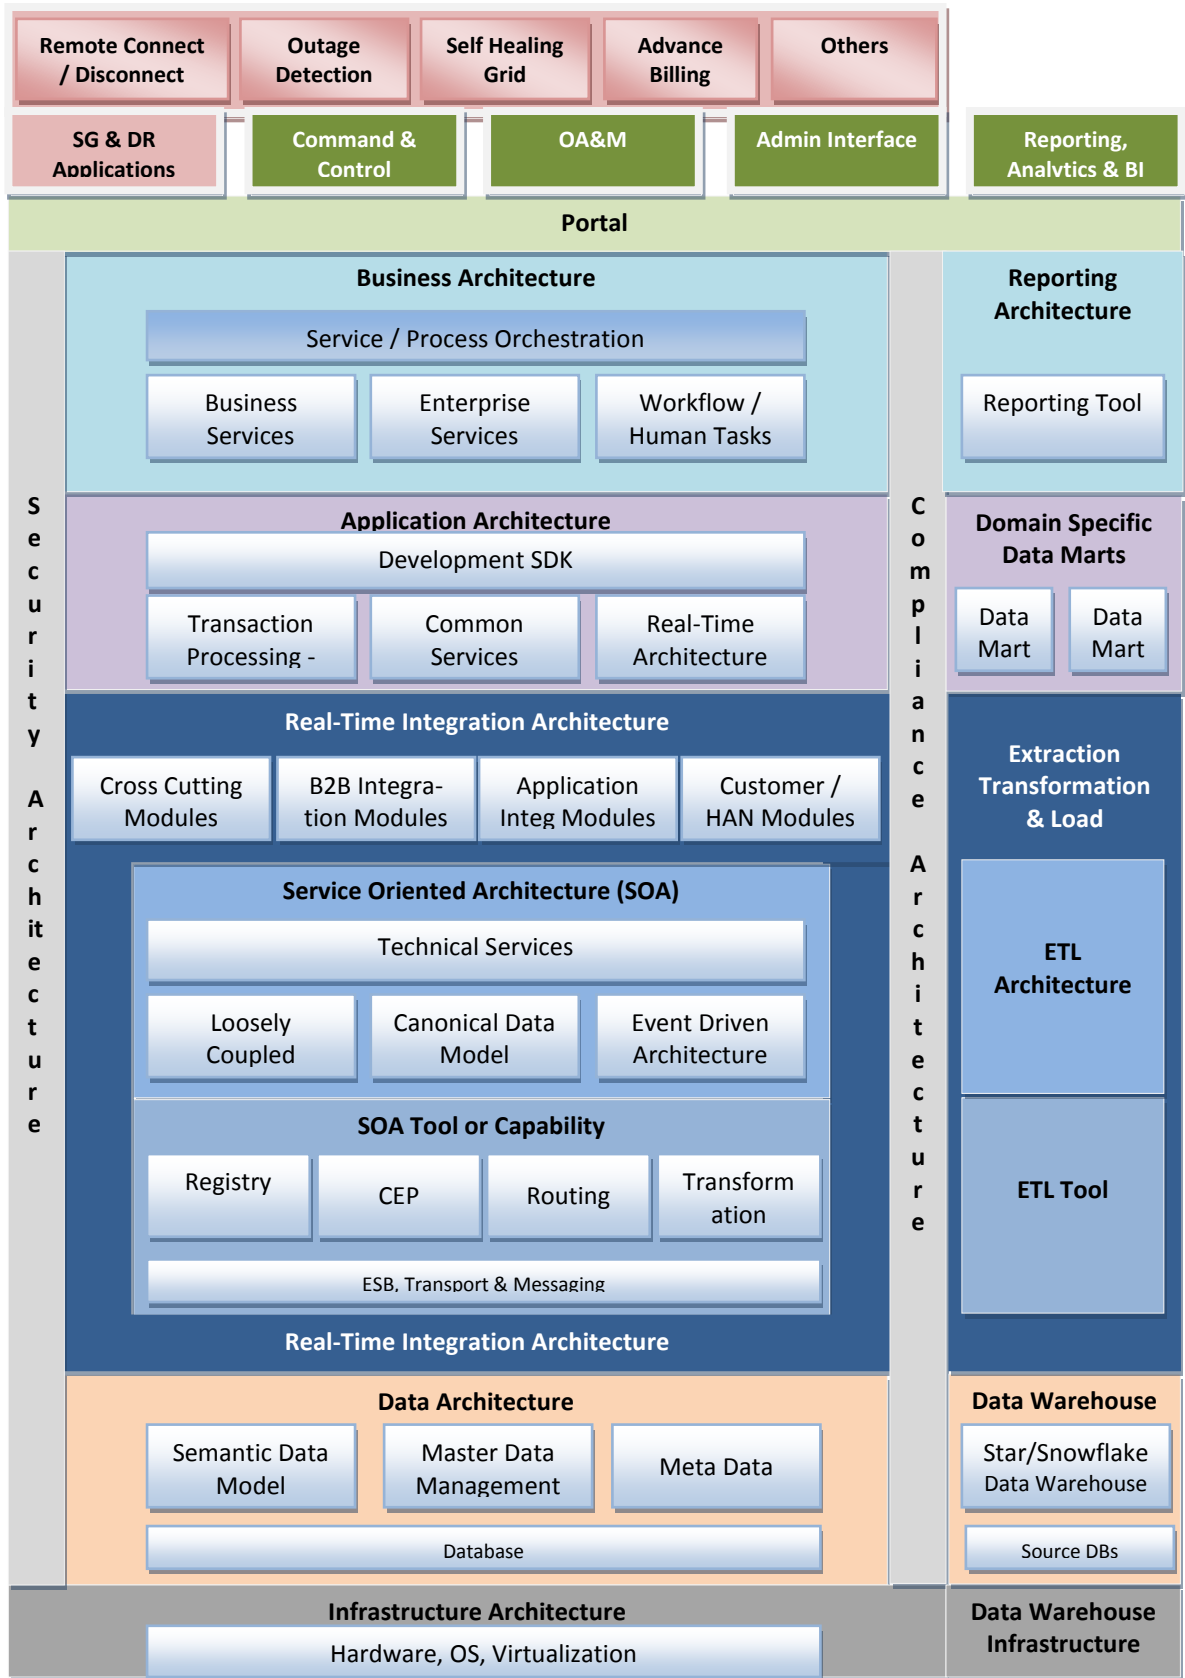 Remote Connect
/ Disconnect
Outage
Detection
Self Healing
Grid
Advance
Billing
Others
SG & DR
Applications
Command &
Control
OA&M
Admin Interface
Reporting,
Analytics & BI
Portal
Business Architecture
Service / Process Orchestration
Business
Services
Enterprise
Services
Workflow /
Human Tasks
Reporting
Architecture
Reporting Tool
Security Architecture
Compliance Architecture
Application Architecture
Development SDK
Transaction
Processing -
Common
Services
Real-Time
Architecture
Domain Specific
Data Marts
Data
Mart
Data
Mart
Real-Time Integration Architecture
Cross Cutting
Modules
B2B Integra-
tion Modules
Application
Integ Modules
Customer /
HAN Modules
Extraction
Transformation
& Load
Service Oriented Architecture (SOA)
Technical Services
Loosely
Coupled
Canonical Data
Model
Event Driven
Architecture
ETL
Architecture
SOA Tool or Capability
Registry
CEP
Routing
Transform
ation
ESB, Transport & Messaging
ETL Tool
Real-Time Integration Architecture
Data Architecture
Semantic Data
Model
Master Data
Management
Meta Data
Database
Data Warehouse
Star/Snowflake
Data Warehouse
Source DBs
Infrastructure Architecture
Hardware, OS, Virtualization
Data Warehouse
Infrastructure